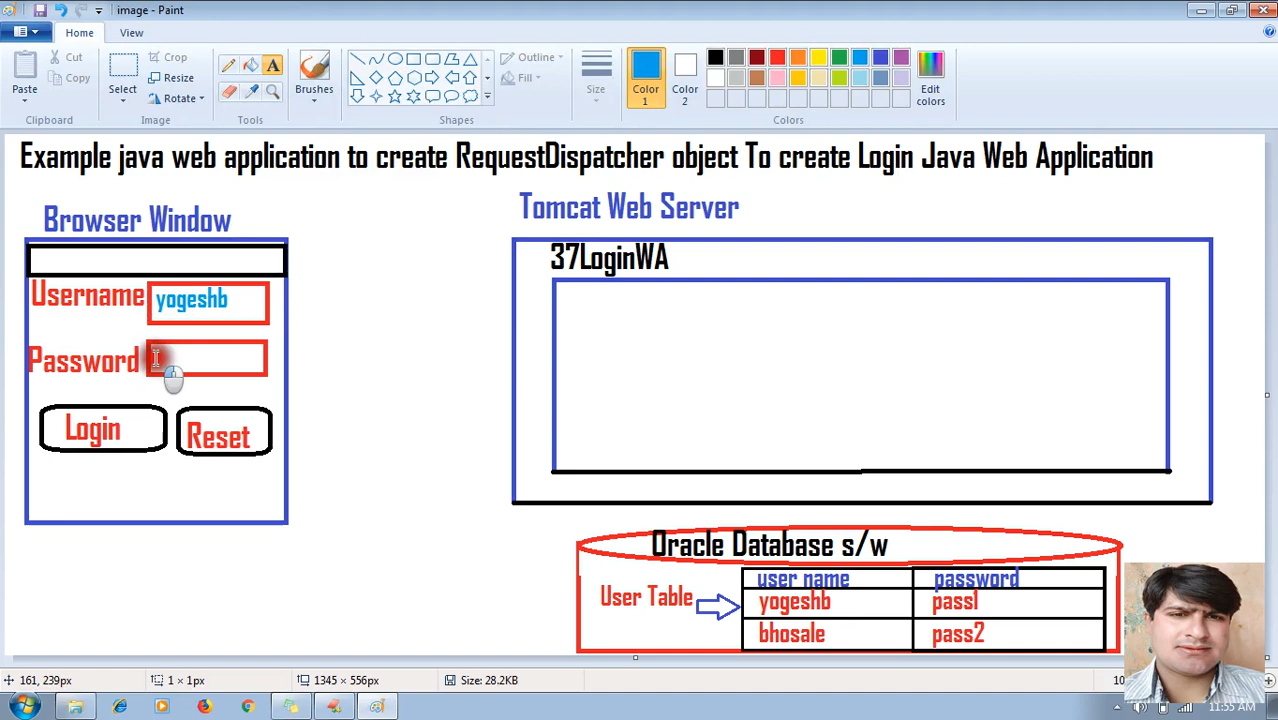 image - Paint
Home
View
Paste
Cut
Copy
Clipboard
Select
Crop
Resize
Rotate
Image
A
Tools
Brushes
Outline
Fill
Shapes
Size
Color
1
Color
2
Edit
colors
Colors
Example java web application to create RequestDispatcher object To create Login Java Web Application
Browser Window
Tomcat Web Server
37LoginWA
Username
yogeshb
Password
Login
Reset
Oracle Database s/w
User Table
user name
password
yogeshb
pass1
bhosale
pass2
161, 239px
1 × 1px
1345 × 556px
Size: 28.2KB
11:55 AM